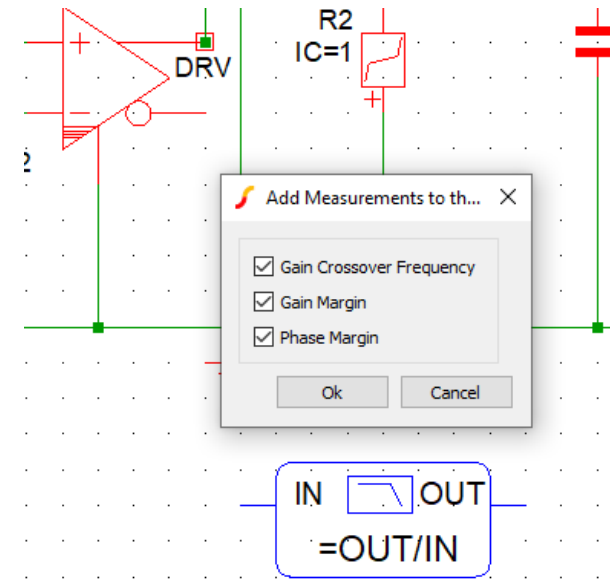 R2
IC=1
DRV
+
−
+
2
Add Measurements to th...
Gain Crossover Frequency
Gain Margin
Phase Margin
Ok
Cancel
IN
OUT
=OUT/IN